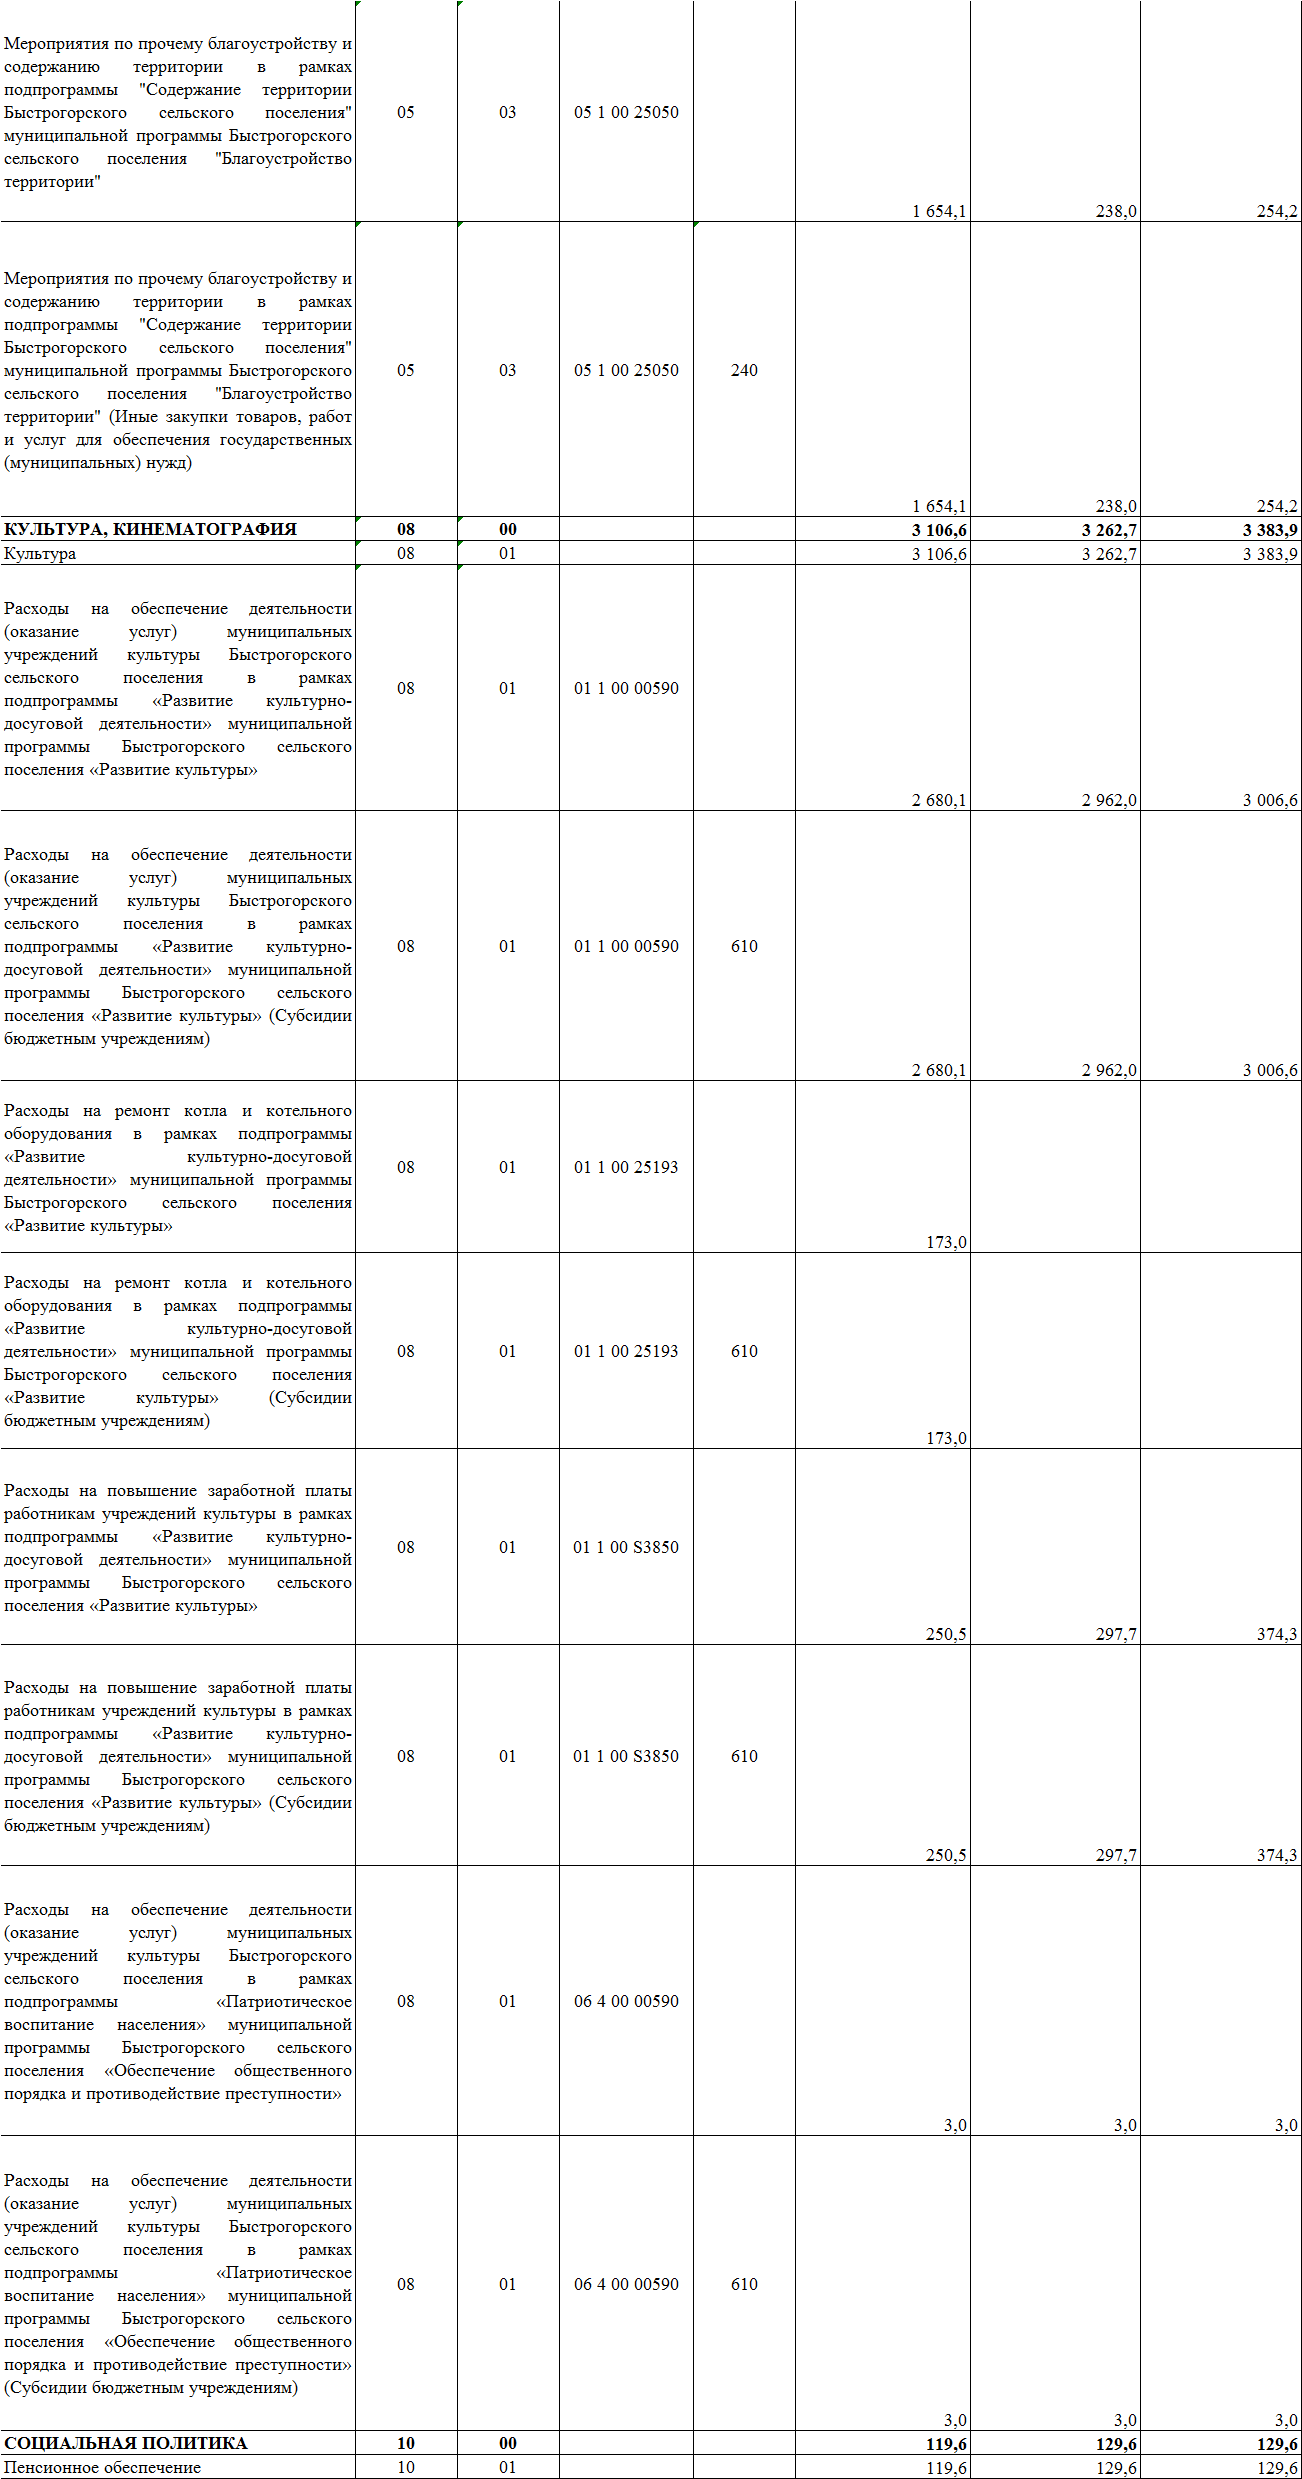 Мероприятия по прочему благоустройству и
содержанию территории в рамках
подпрограммы "Содержание территории
Быстрогорского сельского поселения"
муниципальной программы Быстрогорского
сельского поселения "Благоустройство
территории"
05 03 05 1 00 25050
1 654,1 238,0 254,2
Мероприятия по прочему благоустройству и
содержанию территории в рамках
подпрограммы "Содержание территории
Быстрогорского сельского поселения"
муниципальной программы Быстрогорского
сельского поселения "Благоустройство
территории" (Иные закупки товаров, работ
и услуг для обеспечения государственных
(муниципальных) нужд)
05 03 05 1 00 25050 240
1 654,1 238,0 254,2
КУЛЬТУРА, КИНЕМАТОГРАФИЯ 08 00 3 106,6 3 262,7 3 383,9
Культура 08 01 3 106,6 3 262,7 3 383,9
Расходы на обеспечение деятельности
(оказание услуг) муниципальных
учреждений культуры Быстрогорского
сельского поселения в рамках
подпрограммы «Развитие культурно-
досуговой деятельности» муниципальной
программы Быстрогорского сельского
поселения «Развитие культуры»
08 01 01 1 00 00590
2 680,1 2 962,0 3 006,6
Расходы на обеспечение деятельности
(оказание услуг) муниципальных
учреждений культуры Быстрогорского
сельского поселения в рамках
подпрограммы «Развитие культурно-
досуговой деятельности» муниципальной
программы Быстрогорского сельского
поселения «Развитие культуры» (Субсидии
бюджетным учреждениям)
08 01 01 1 00 00590 610
2 680,1 2 962,0 3 006,6
Расходы на ремонт котла и котельного
оборудования в рамках подпрограммы
«Развитие культурно-досуговой
деятельности» муниципальной программы
Быстрогорского сельского поселения
«Развитие культуры»
08 01 01 1 00 25193
173,0
Расходы на ремонт котла и котельного
оборудования в рамках подпрограммы
«Развитие культурно-досуговой
деятельности» муниципальной программы
Быстрогорского сельского поселения
«Развитие культуры» (Субсидии
бюджетным учреждениям)
08 01 01 1 00 25193 610
173,0
Расходы на повышение заработной платы
работникам учреждений культуры в рамках
подпрограммы «Развитие культурно-
досуговой деятельности» муниципальной
программы Быстрогорского сельского
поселения «Развитие культуры»
08 01 01 1 00 S3850
250,5 297,7 374,3
Расходы на повышение заработной платы
работникам учреждений культуры в рамках
подпрограммы «Развитие культурно-
досуговой деятельности» муниципальной
программы Быстрогорского сельского
поселения «Развитие культуры» (Субсидии
бюджетным учреждениям)
08 01 01 1 00 S3850 610
250,5 297,7 374,3
Расходы на обеспечение деятельности
(оказание услуг) муниципальных
учреждений культуры Быстрогорского
сельского поселения в рамках
подпрограммы «Патриотическое
воспитание населения» муниципальной
программы Быстрогорского сельского
поселения «Обеспечение общественного
порядка и противодействие преступности»
08 01 06 4 00 00590
3,0 3,0 3,0
Расходы на обеспечение деятельности
(оказание услуг) муниципальных
учреждений культуры Быстрогорского
сельского поселения в рамках
подпрограммы «Патриотическое
воспитание населения» муниципальной
программы Быстрогорского сельского
поселения «Обеспечение общественного
порядка и противодействие преступности»
(Субсидии бюджетным учреждениям)
08 01 06 4 00 00590 610
3,0 3,0 3,0
СОЦИАЛЬНАЯ ПОЛИТИКА 10 00 119,6 129,6 129,6
Пенсионное обеспечение 10 01 119,6 129,6 129,6